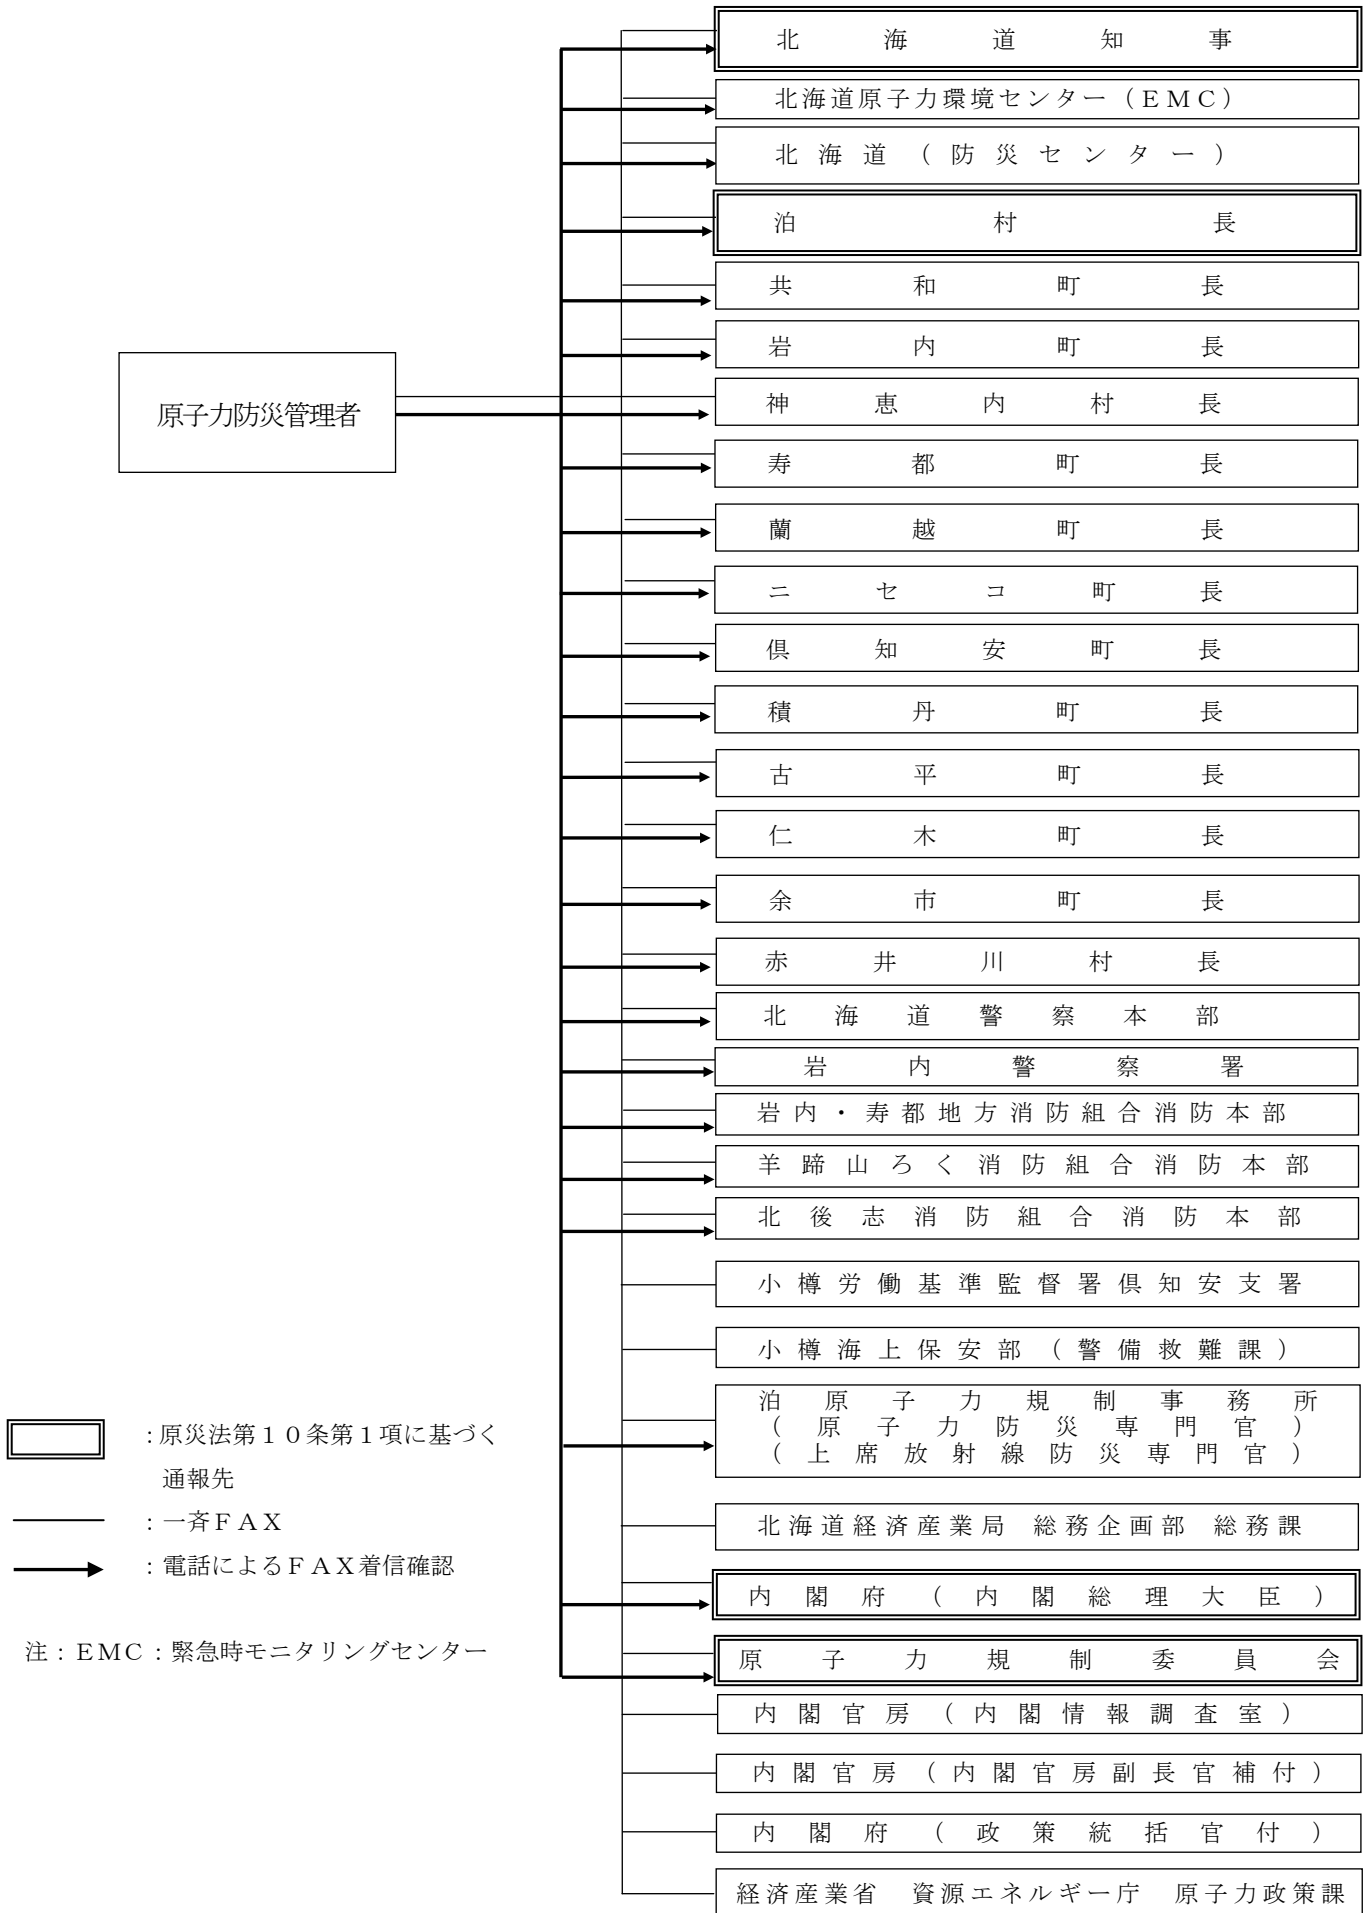 北海道知事
北海道原子力環境センター（ＥＭＣ）
北海道（防災センター）
泊村長
共和町長
岩内町長
原子力防災管理者
神恵内村長
寿都町長
蘭越町長
ニセコ町長
倶知安町長
積丹町長
古平町長
仁木町長
余市町長
赤井川村長
北海道警察本部
岩内警察署
岩内・寿都地方消防組合消防本部
羊蹄山ろく消防組合消防本部
北後志消防組合消防本部
小樽労働基準監督署倶知安支署
小樽海上保安部（警備救難課）
泊原子力規制事務所
（原子力防災専門官）
（上席放射線防災専門官）
北海道経済産業局　総務企画部　総務課
内閣府（内閣総理大臣）
原子力規制委員会
内閣官房（内閣情報調査室）
内閣官房（内閣官房副長官補付）
内閣府（政策統括官付）
経済産業省　資源エネルギー庁　原子力政策課
：原災法第１０条第１項に基づく
通報先
：一斉ＦＡＸ
：電話によるＦＡＸ着信確認
注：ＥＭＣ：緊急時モニタリングセンター